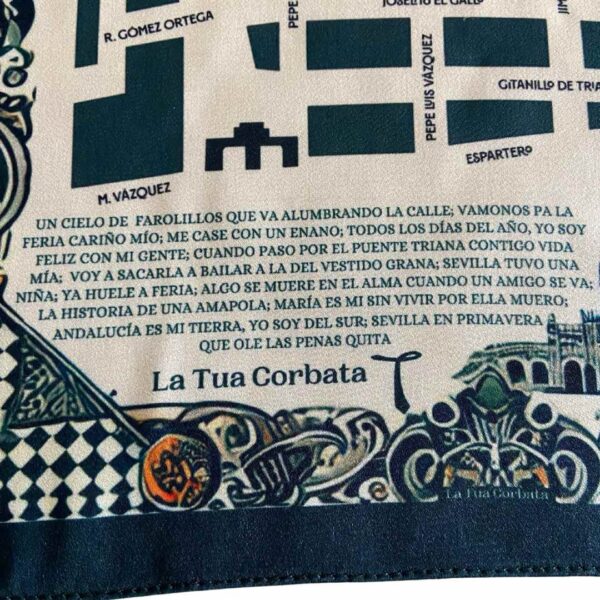 JOSELITO EL GALLO
R. GÓMEZ ORTEGA
PEPE
PEPE LUIS VÁZQUEZ
GITANILLO DE TRIA
ESPARTERO
M. VÁZQUEZ
UN CIELO DE FAROLILLOS QUE VA ALUMBRANDO LA CALLE; VAMONOS PA LA
FERIA CARIÑO MÍO; ME CASE CON UN ENANO; TODOS LOS DÍAS DEL AÑO, YO SOY
FELIZ CON MI GENTE; CUANDO PASO POR EL PUENTE TRIANA CONTIGO VIDA
MÍA; VOY A SACARLA A BAILAR A LA DEL VESTIDO GRANA; SEVILLA TUVO UNA
NIÑA; YA HUELE A FERIA; ALGO SE MUERE EN EL ALMA CUANDO UN AMIGO SE VA;
LA HISTORIA DE UNA AMAPOLA; MARÍA ES MI SIN VIVIR POR ELLA MUERO;
ANDALUCÍA ES MI TIERRA, YO SOY DEL SUR; SEVILLA EN PRIMAVERA
QUE OLE LAS PENAS QUITA
La Tua Corbata
La Tua Corbata